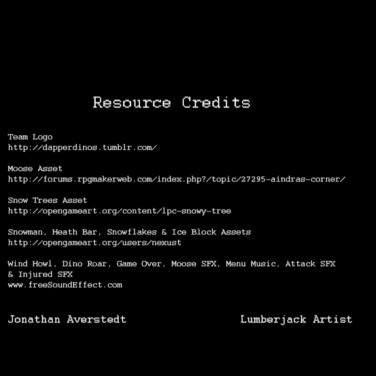 Resource Credits
Team Logo
http://dapperdinos.tumblr.com/
Moose Asset
http://forums.rpgmakerweb.com/index.php?/topic/27295-aindras-corner/
Snow Trees Asset
http://opengameart.org/content/lpc-snowy-tree
Snowman, Heath Bar, Snowflakes & Ice Block Assets
http://opengameart.org/users/nexust
Wind Howl, Dino Roar, Game Over, Moose SFX, Menu Music, Attack SFX
& Injured SFX
www.freeSoundEffect.com
Jonathan Averstedt Lumberjack Artist